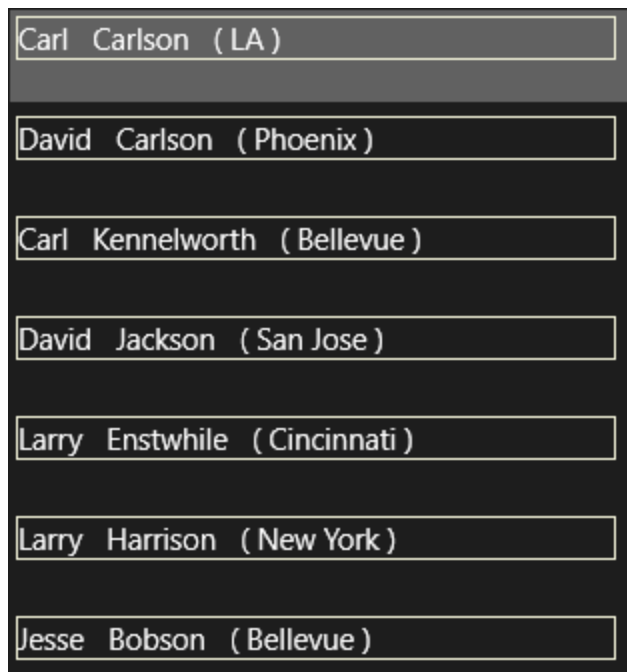 Carl Carlson ( LA )
David Carlson ( Phoenix )
Carl Kennelworth ( Bellevue )
David Jackson ( San Jose )
Larry Enstwhile ( Cincinnati )
Larry Harrison ( New York )
Jesse Bobson ( Bellevue )